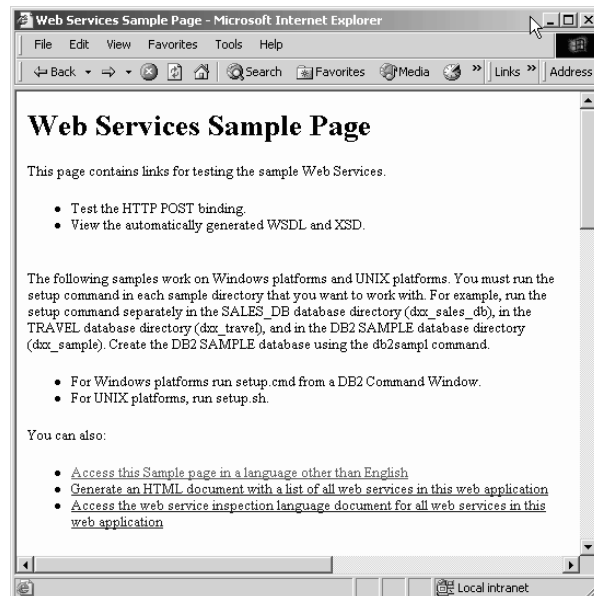 Web Services Sample Page - Microsoft Internet Explorer
File Edit View Favorites Tools Help
Back Search Favorites Media » Links » Address
Web Services Sample Page
This page contains links for testing the sample Web Services.
• Test the HTTP POST binding.
• View the automatically generated WSDL and XSD.
The following samples work on Windows platforms and UNIX platforms. You must run the
setup command in each sample directory that you want to work with. For example, run the
setup command separately in the SALES_DB database directory (dxx_sales_db), in the
TRAVEL database directory (dxx_travel), and in the DB2 SAMPLE database directory
(dxx_sample). Create the DB2 SAMPLE database using the db2sampl command.
• For Windows platforms run setup.cmd from a DB2 Command Window.
• For UNIX platforms, run setup.sh.
You can also:
• Access this Sample page in a language other than English
• Generate an HTML document with a list of all web services in this web application
• Access the web service inspection language document for all web services in this
web application
Local intranet